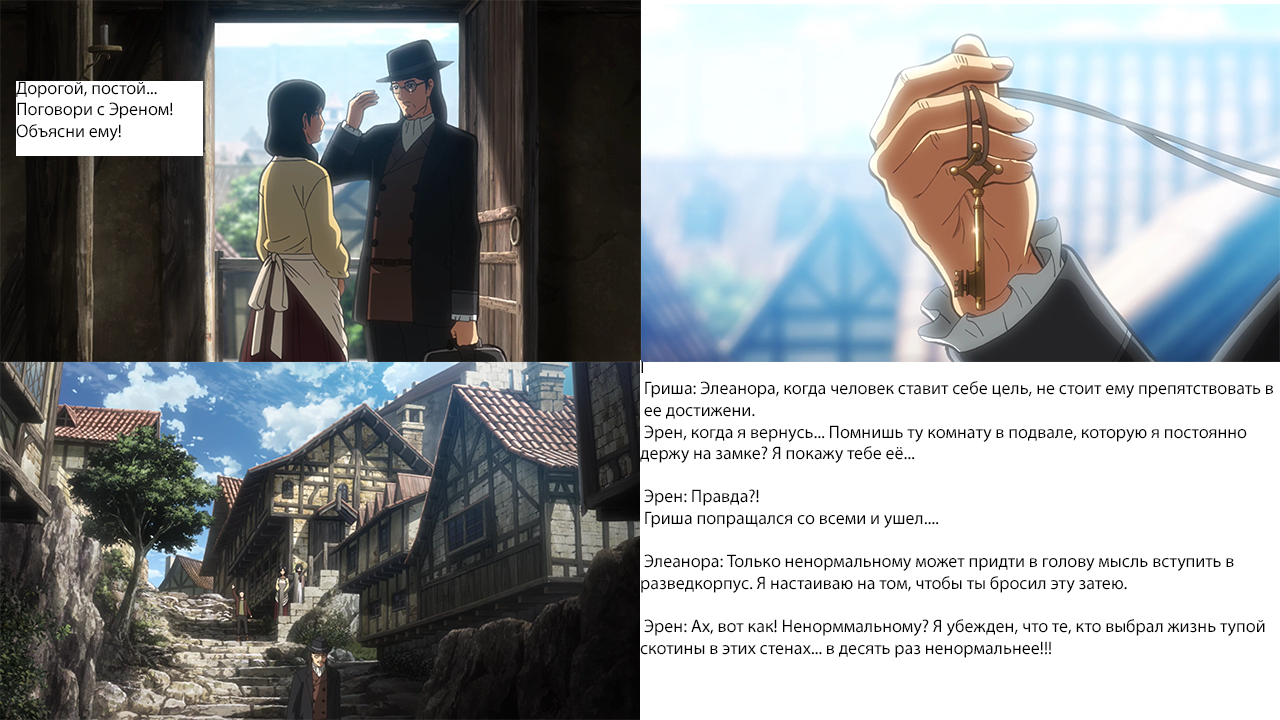 Дорогой, постой...
Поговори с Эреном!
Объясни ему!
Гриша: Элеанора, когда человек ставит себе цель, не стоит ему препятствовать в
ее достижени.
Эрен, когда я вернусь... Помнишь ту комнату в подвале, которую я постоянно
держу на замке? Я покажу тебе её...
Эрен: Правда?!
Гриша попращался со всеми и ушел....
Элеанора: Только ненормальному может придти в голову мысль вступить в
разведкорпус. Я настаиваю на том, чтобы ты бросил эту затею.
Эрен: Ах, вот как! Ненорммальному? Я убежден, что те, кто выбрал жизнь тупой
скотины в этих стенах... в десять раз ненормальнее!!!